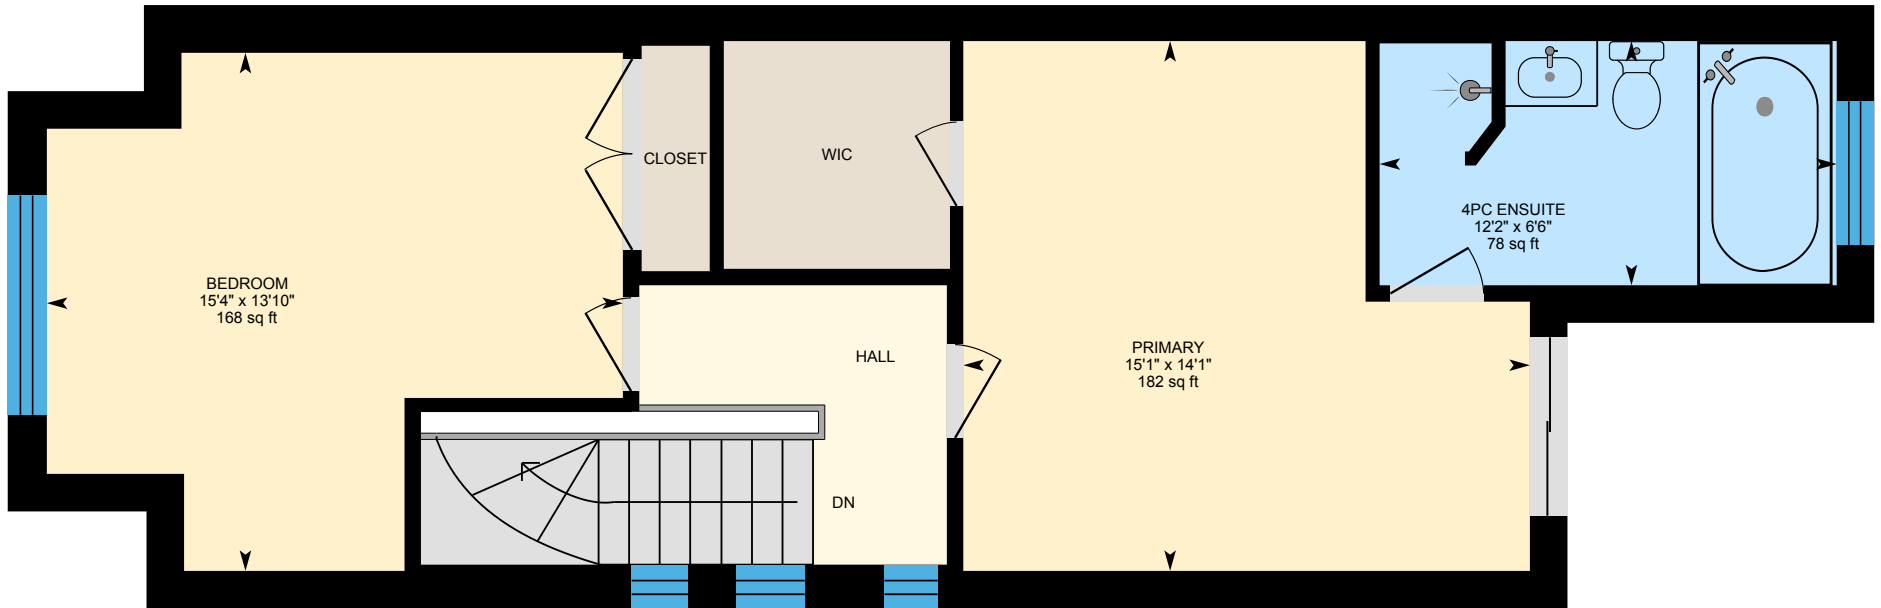 CLOSET
WIC
4PC ENSUITE
12'2" x 6'6"
78 sq ft
BEDROOM
15'4" x 13'10"
168 sq ft
HALL
PRIMARY
15'1" x 14'1"
182 sq ft
DN